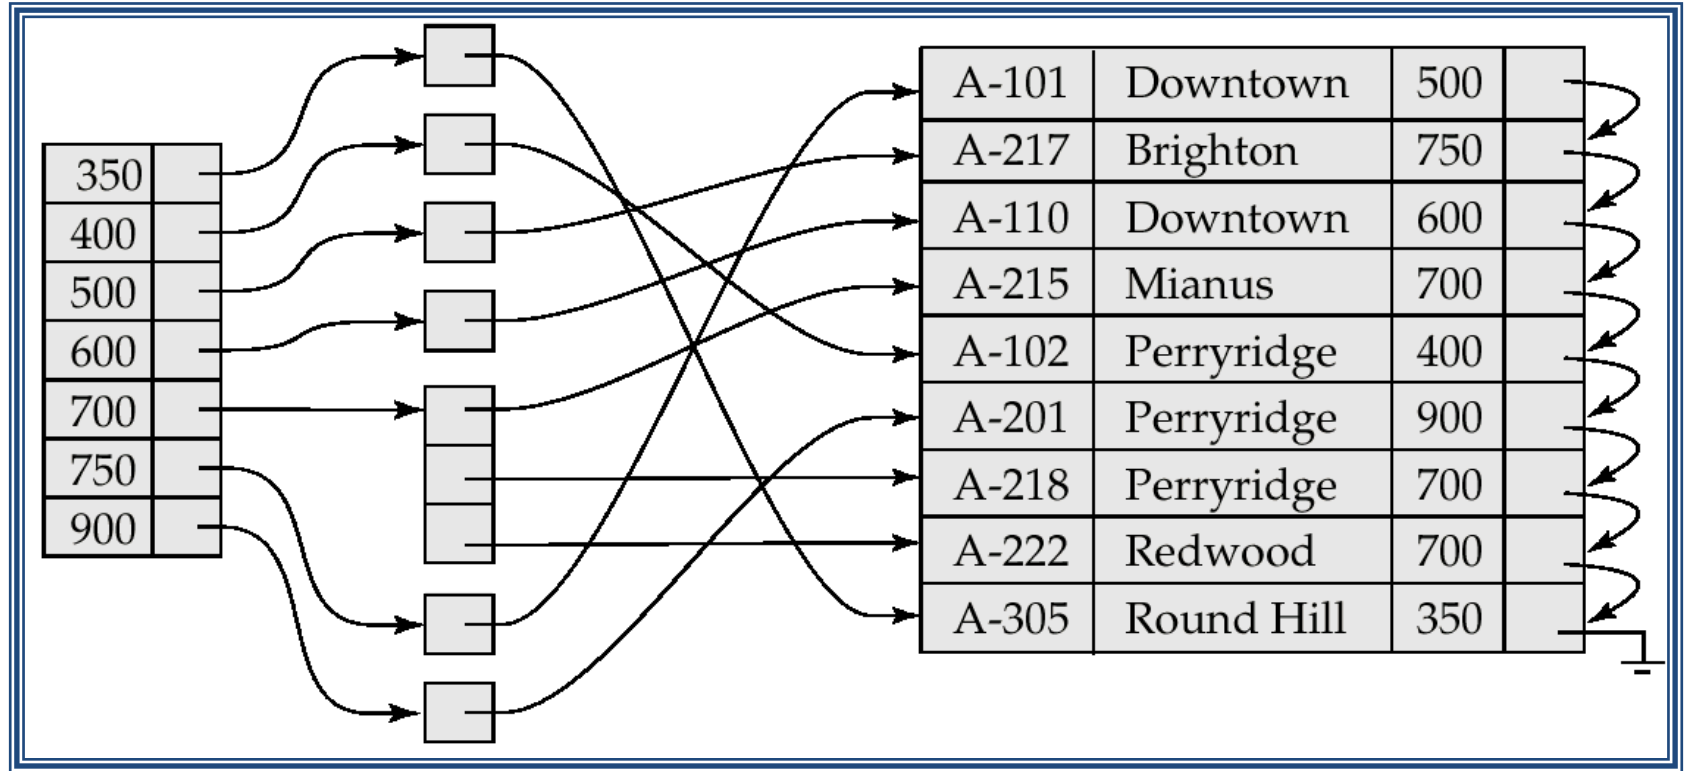 350
400
500
600
700
750
900
A-101 Downtown 500
A-217 Brighton 750
A-110 Downtown 600
A-215 Mianus 700
A-102 Perryridge 400
A-201 Perryridge 900
A-218 Perryridge 700
A-222 Redwood 700
A-305 Round Hill 350